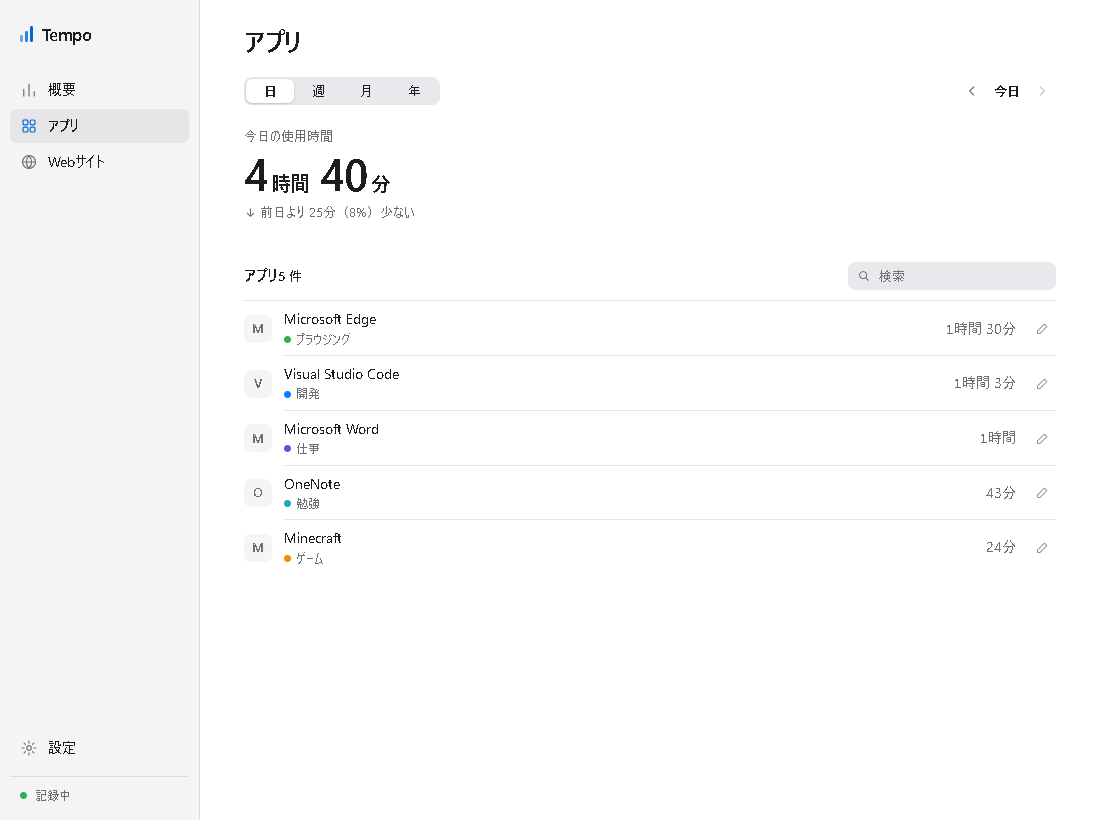 Tempo
概要
アプリ
Webサイト
設定
記録中
アプリ
日 週 月 年
今日
今日の使用時間
4時間 40分
↓ 前日より 25分（8%）少ない
アプリ5 件
検索
M
Microsoft Edge
ブラウジング
1時間 30分
V
Visual Studio Code
開発
1時間 3分
M
Microsoft Word
仕事
1時間
O
OneNote
勉強
43分
M
Minecraft
ゲーム
24分